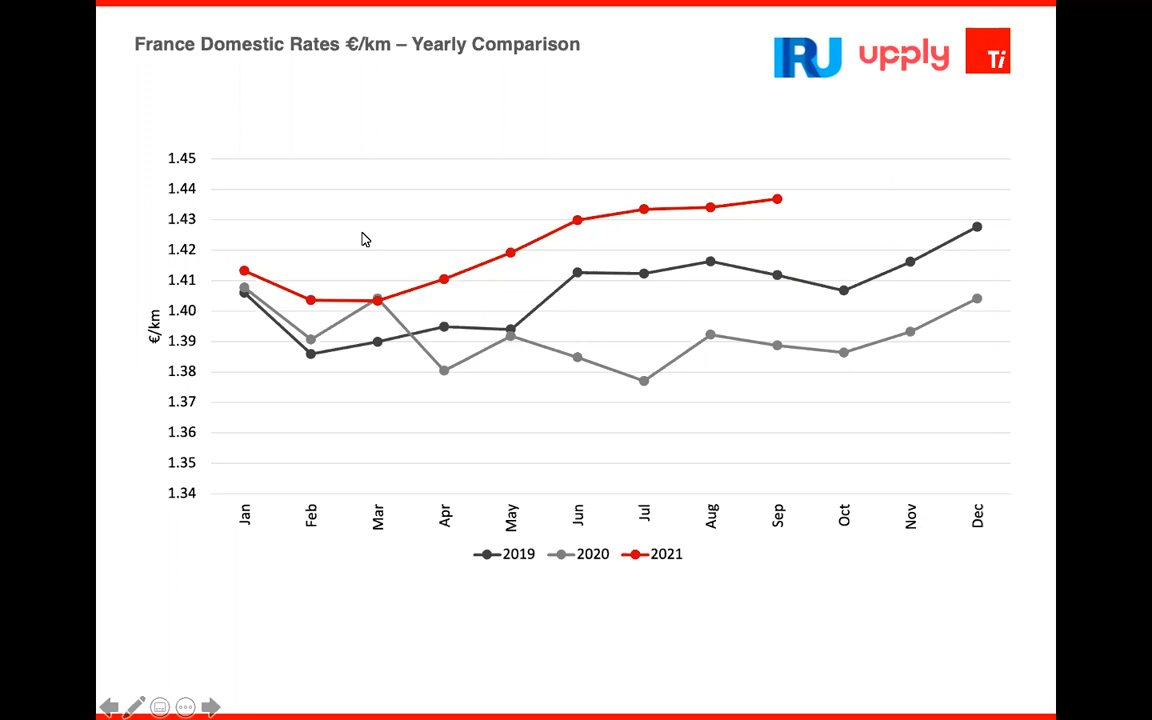 France Domestic Rates €/km – Yearly Comparison
IRU
upply
Ti
1.45
1.44
1.43
1.42
1.41
1.40
1.39
1.38
1.37
1.36
1.35
1.34
€/km
Jan
Feb
Mar
Apr
May
Jun
Jul
Aug
Sep
Oct
Nov
Dec
2019 2020 2021